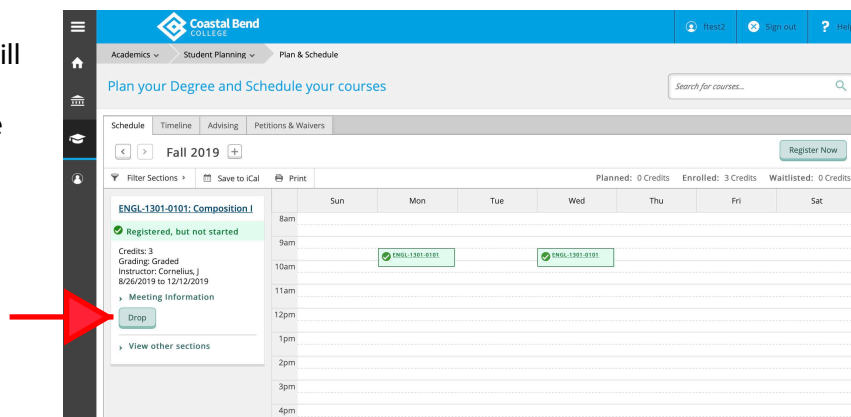 ill
e
Coastal Bend
COLLEGE
ftest2
Sign out
? Help
Academics
Student Planning
Plan & Schedule
Plan your Degree and Schedule your courses
Search for courses...
Schedule
Timeline
Advising
Petitions & Waivers
< > Fall 2019 +
Register Now
Filter Sections
Save to iCal
Print
Planned: 0 Credits
Enrolled: 3 Credits
Waitlisted: 0 Credits
Sun
Mon
Tue
Wed
Thu
Fri
Sat
ENGL-1301-0101: Composition I
Registered, but not started
Credits: 3
Grading: Graded
Instructor: Cornelius, J
8/26/2019 to 12/12/2019
Meeting Information
Drop
View other sections
8am
9am
10am
11am
12pm
1pm
2pm
3pm
4pm
ENGL-1301-0101
ENGL-1301-0101